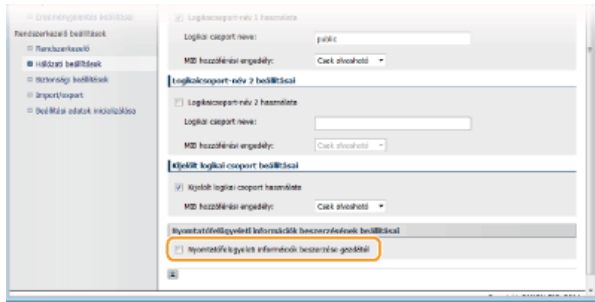 Eredményjelentés beállításai
Rendszerkezelő beállítások
Rendszerkezelő
Hálózati beállítások
Biztonsági beállítások
Import/export
Beállítási adatok inicializálása
Logikaicsoport-név 1 használata
Logikai csoport neve:
public
MIB hozzáférési engedély:
Csak olvasható
Logikaicsoport-név 2 beállításai
Logikaicsoport-név 2 használata
Logikai csoport neve:
MIB hozzáférési engedély:
Csak olvasható
Kijelölt logikai csoport beállításai
Kijelölt logikai csoport használata
MIB hozzáférési engedély:
Csak olvasható
Nyomtatófelügyeleti információk beszerzésének beállításai
Nyomtatófelügyeleti információk beszerzése gazdától